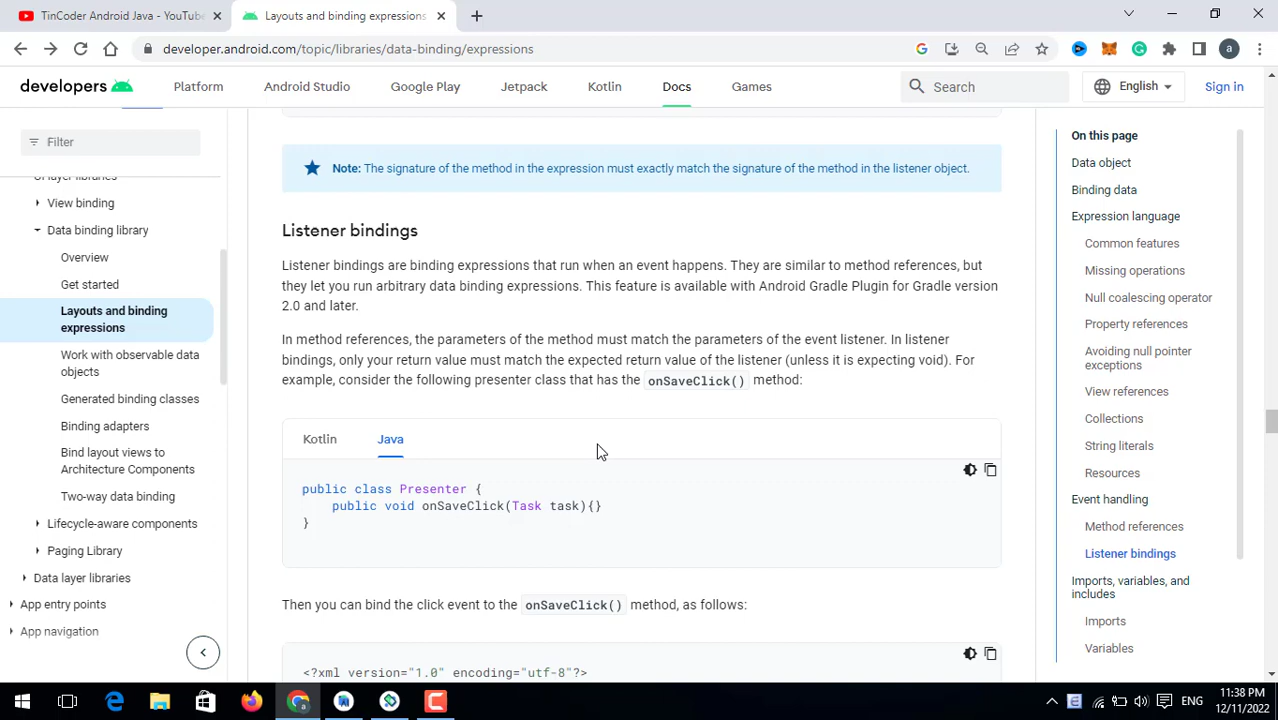 TinCoder Android Java - YouTube
Layouts and binding expressions
developer.android.com/topic/libraries/data-binding/expressions
a
developers
Platform
Android Studio
Google Play
Jetpack
Kotlin
Docs
Games
Search
English
Sign in
Filter
View binding
Data binding library
Overview
Get started
Layouts and binding
expressions
Work with observable data
objects
Generated binding classes
Binding adapters
Bind layout views to
Architecture Components
Two-way data binding
Lifecycle-aware components
Paging Library
Data layer libraries
App entry points
App navigation
Note: The signature of the method in the expression must exactly match the signature of the method in the listener object.
Listener bindings
Listener bindings are binding expressions that run when an event happens. They are similar to method references, but
they let you run arbitrary data binding expressions. This feature is available with Android Gradle Plugin for Gradle version
2.0 and later.
In method references, the parameters of the method must match the parameters of the event listener. In listener
bindings, only your return value must match the expected return value of the listener (unless it is expecting void). For
example, consider the following presenter class that has the onSaveClick() method:
Kotlin
Java
public class Presenter {
public void onSaveClick(Task task){}
}
Then you can bind the click event to the onSaveClick() method, as follows:
<?xml version="1.0" encoding="utf-8"?>
On this page
Data object
Binding data
Expression language
Common features
Missing operations
Null coalescing operator
Property references
Avoiding null pointer
exceptions
View references
Collections
String literals
Resources
Event handling
Method references
Listener bindings
Imports, variables, and
includes
Imports
Variables
ENG
11:38 PM
12/11/2022